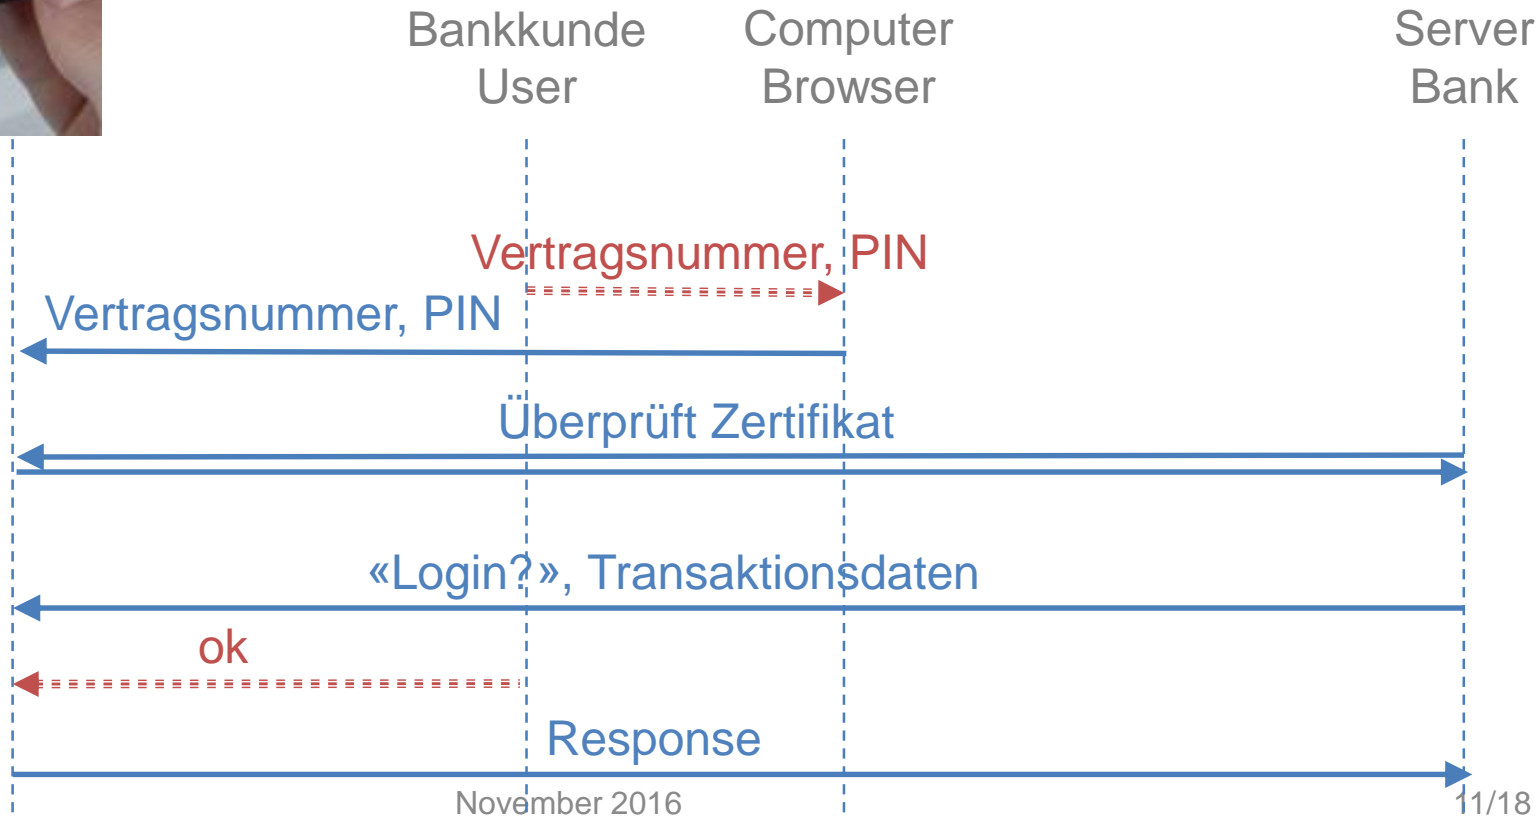 Bankkunde
User
Computer
Browser
Server
Bank
Vertragsnummer, PIN
Vertragsnummer, PIN
Überprüft Zertifikat
«Login?», Transaktionsdaten
ok
Response
November 2016
11/18